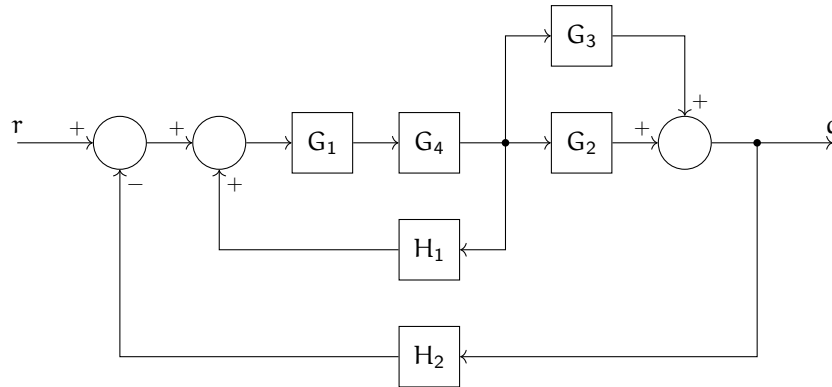 G₃
+
r + + G₁ G₄ G₂ + c
− +
H₁
H₂